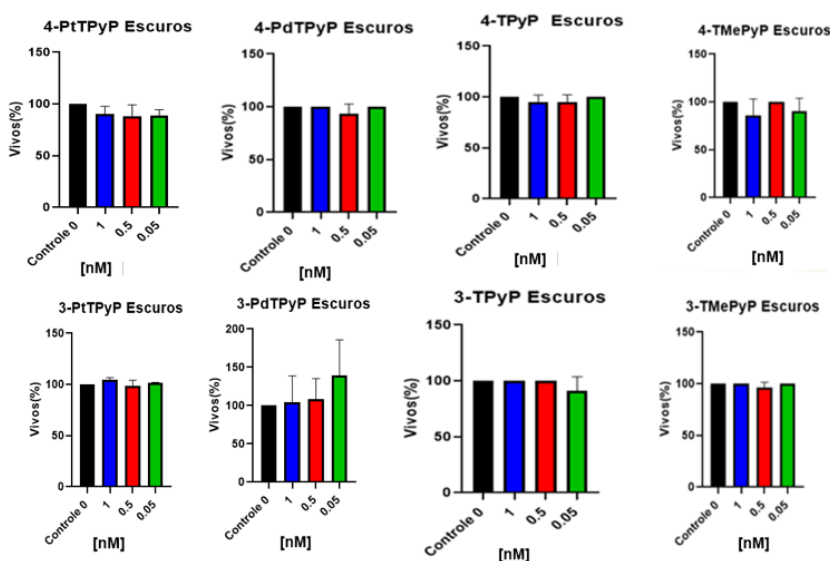 4-PtTPyP Escuros
150
100
50
0
Vivos(%)
Controle 0
1
0.5
0.05
[nM]
4-PdTPyP Escuros
150
100
50
0
Vivos(%)
Controle 0
1
0.5
0.05
[nM]
4-TPyP Escuros
150
100
50
0
Vivos(%)
Controle 0
1
0.5
0.05
[nM]
4-TMePyP Escuros
150
100
50
0
Vivos(%)
Controle 0
1
0.5
0.05
[nM]
3-PtTPyP Escuros
150
100
50
0
Vivos(%)
Controle 0
1
0.5
0.05
[nM]
3-PdTPyP Escuros
200
150
100
50
0
Vivos(%)
Controle 0
1
0.5
0.05
[nM]
3-TPyP Escuros
150
100
50
0
Vivos(%)
Controle 0
1
0.5
0.05
[nM]
3-TMePyP Escuros
150
100
50
0
Vivos(%)
Controle 0
1
0.5
0.05
[nM]